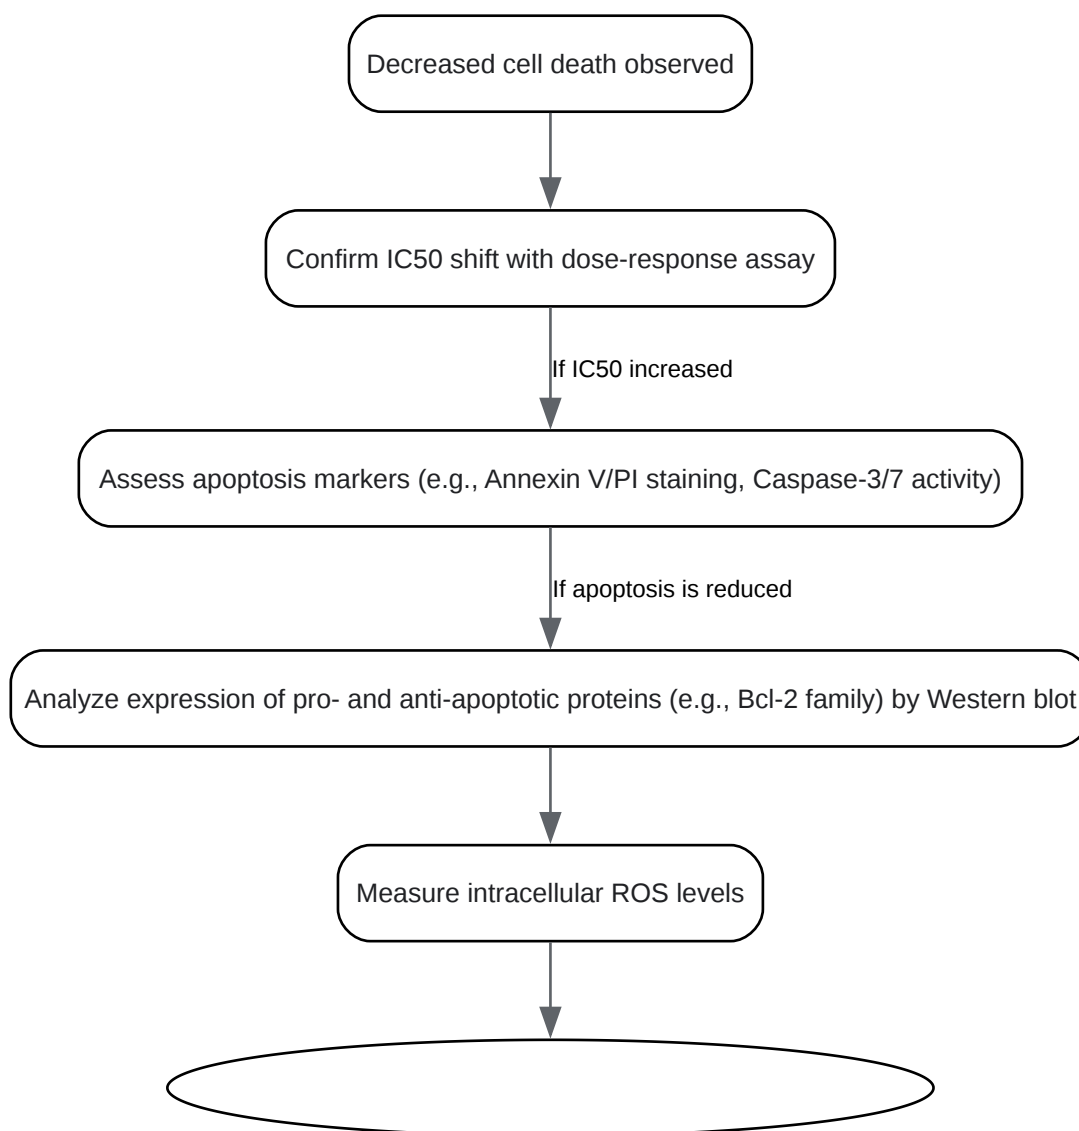 Decreased cell death observed
Confirm IC50 shift with dose-response assay
If IC50 increased
Assess apoptosis markers (e.g., Annexin V/PI staining, Caspase-3/7 activity)
If apoptosis is reduced
Analyze expression of pro- and anti-apoptotic proteins (e.g., Bcl-2 family) by Western blot
Measure intracellular ROS levels